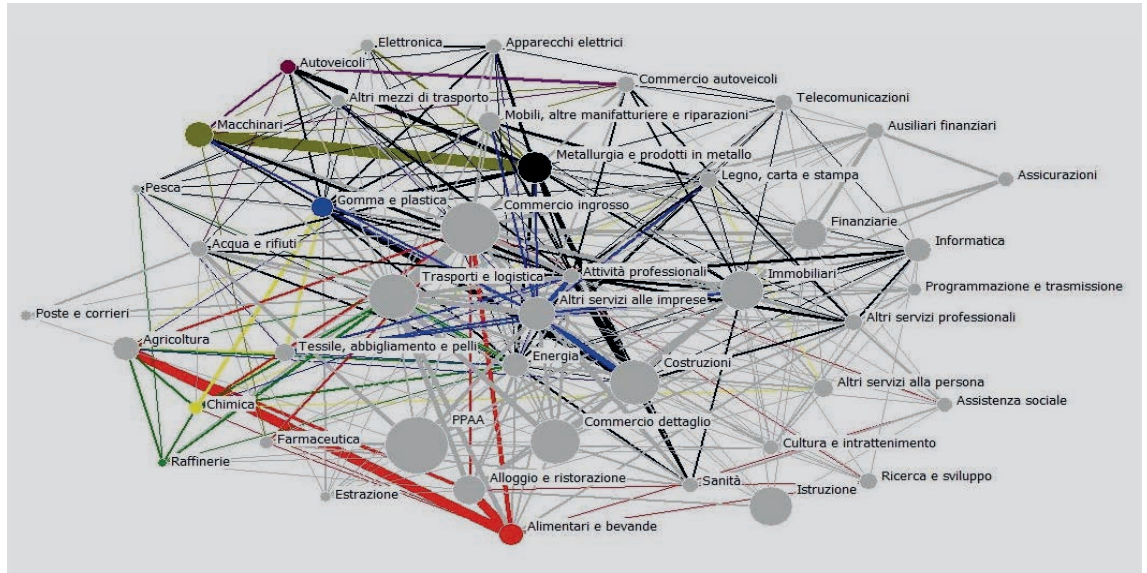 Elettronica
Apparecchi elettrici
Autoveicoli
Commercio autoveicoli
Altri mezzi di trasporto
Telecomunicazioni
Mobili, altre manifatturiere e riparazioni
Macchinari
Ausiliari finanziari
Metallurgia e prodotti in metallo
Legno, carta e stampa
Assicurazioni
Pesca
Gomma e plastica
Commercio ingrosso
Finanziarie
Acqua e rifiuti
Informatica
Trasporti e logistica
Attività professionali
Immobiliari
Programmazione e trasmissione
Altri servizi alle imprese
Poste e corrieri
Altri servizi professionali
Agricoltura
Tessile, abbigliamento e pelli
Energia
Costruzioni
Altri servizi alla persona
Chimica
Assistenza sociale
PPAA
Commercio dettaglio
Farmaceutica
Cultura e intrattenimento
Raffinerie
Alloggio e ristorazione
Sanità
Ricerca e sviluppo
Estrazione
Istruzione
Alimentari e bevande